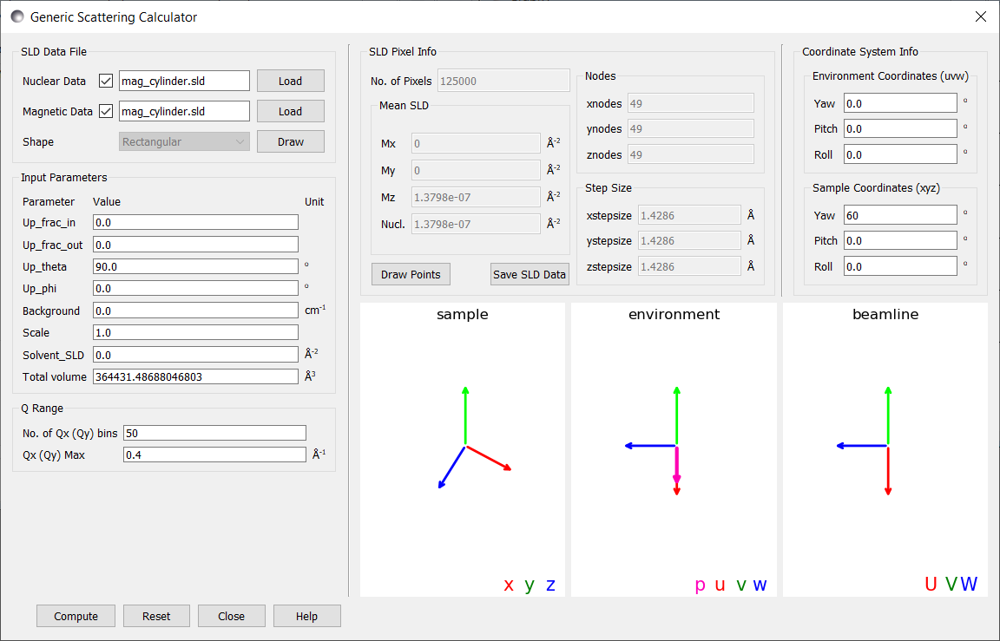 Generic Scattering Calculator
SLD Data File
Nuclear Data mag_cylinder.sld Load
Magnetic Data mag_cylinder.sld Load
Shape Rectangular Draw
Input Parameters
Parameter Value Unit
Up_frac_in 0.0
Up_frac_out 0.0
Up_theta 90.0 º
Up_phi 0.0 º
Background 0.0 cm⁻¹
Scale 1.0
Solvent_SLD 0.0 Å⁻²
Total volume 364431.48688046803 Å³
Q Range
No. of Qx (Qy) bins 50
Qx (Qy) Max 0.4 Å⁻¹
Compute Reset Close Help
SLD Pixel Info
No. of Pixels 125000
Mean SLD
Mx 0 Å⁻²
My 0 Å⁻²
Mz 1.3798e-07 Å⁻²
Nucl. 1.3798e-07 Å⁻²
Draw Points Save SLD Data
Nodes
xnodes 49
ynodes 49
znodes 49
Step Size
xstepsize 1.4286 Å
ystepsize 1.4286 Å
zstepsize 1.4286 Å
Coordinate System Info
Environment Coordinates (uvw)
Yaw 0.0 º
Pitch 0.0 º
Roll 0.0 º
Sample Coordinates (xyz)
Yaw 60 º
Pitch 0.0 º
Roll 0.0 º
sample
x y z
environment
p u v w
beamline
U V W